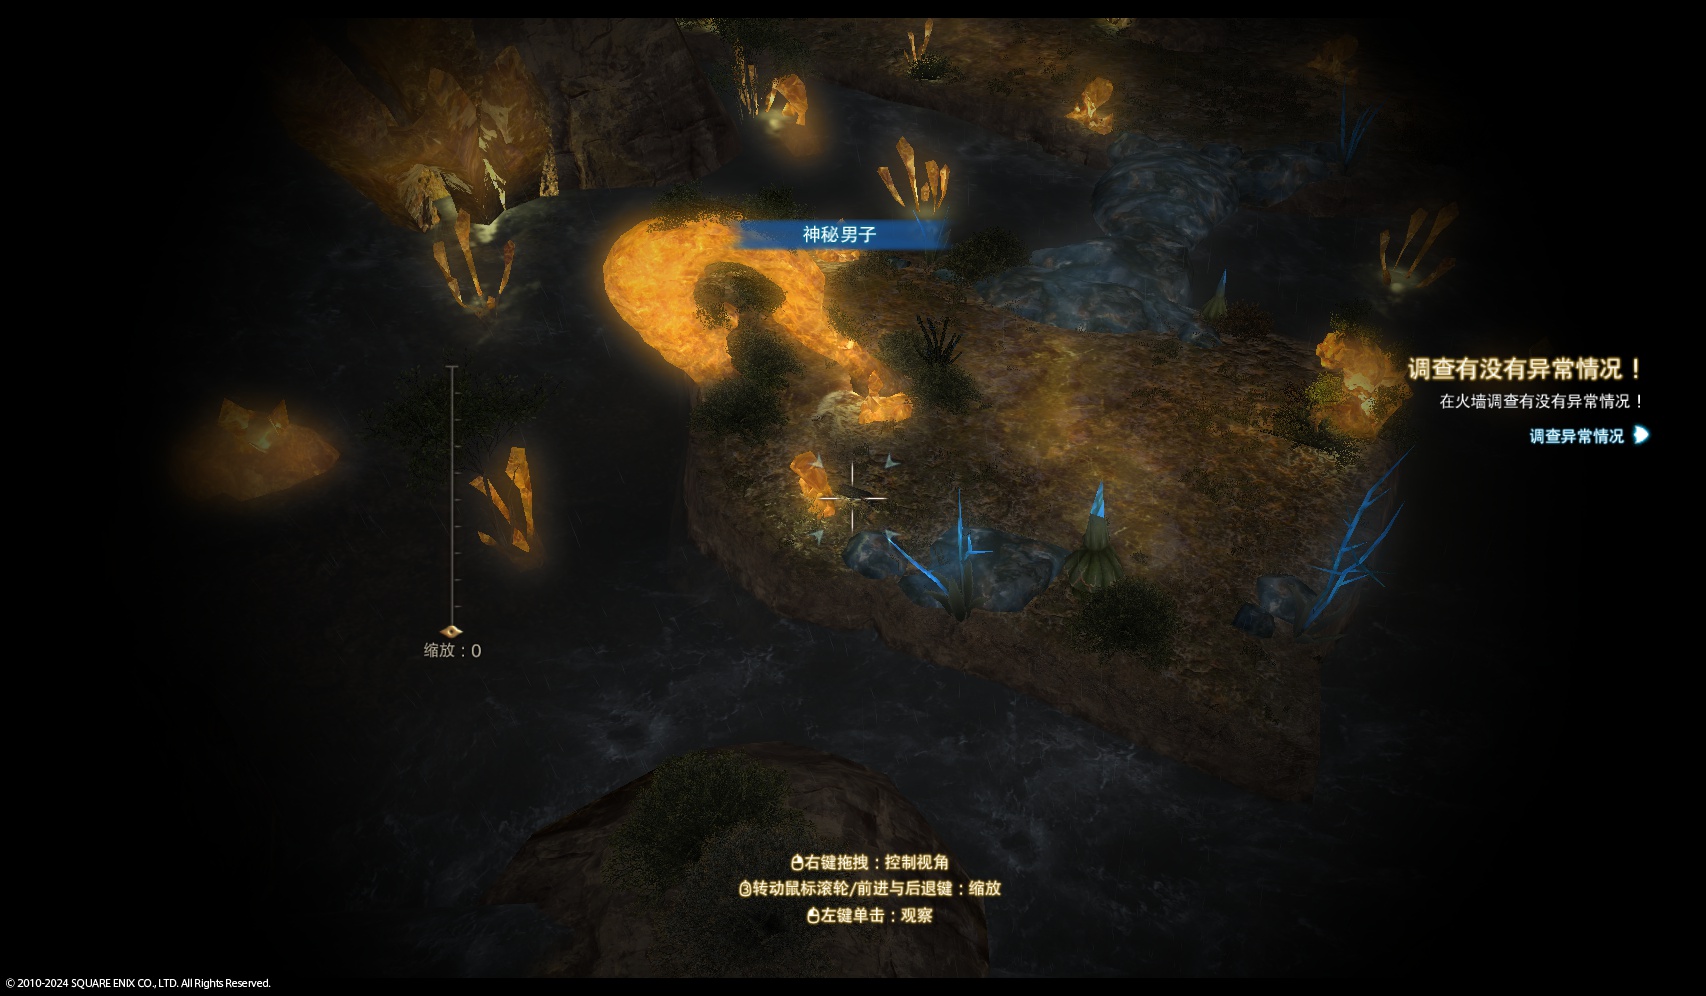 神秘男子
调查有没有异常情况！
在火墙调查有没有异常情况！
调查异常情况
缩放：0
右键拖拽：控制视角
转动鼠标滚轮/前进与后退键：缩放
左键单击：观察
© 2010-2024 SQUARE ENIX CO., LTD. All Rights Reserved.